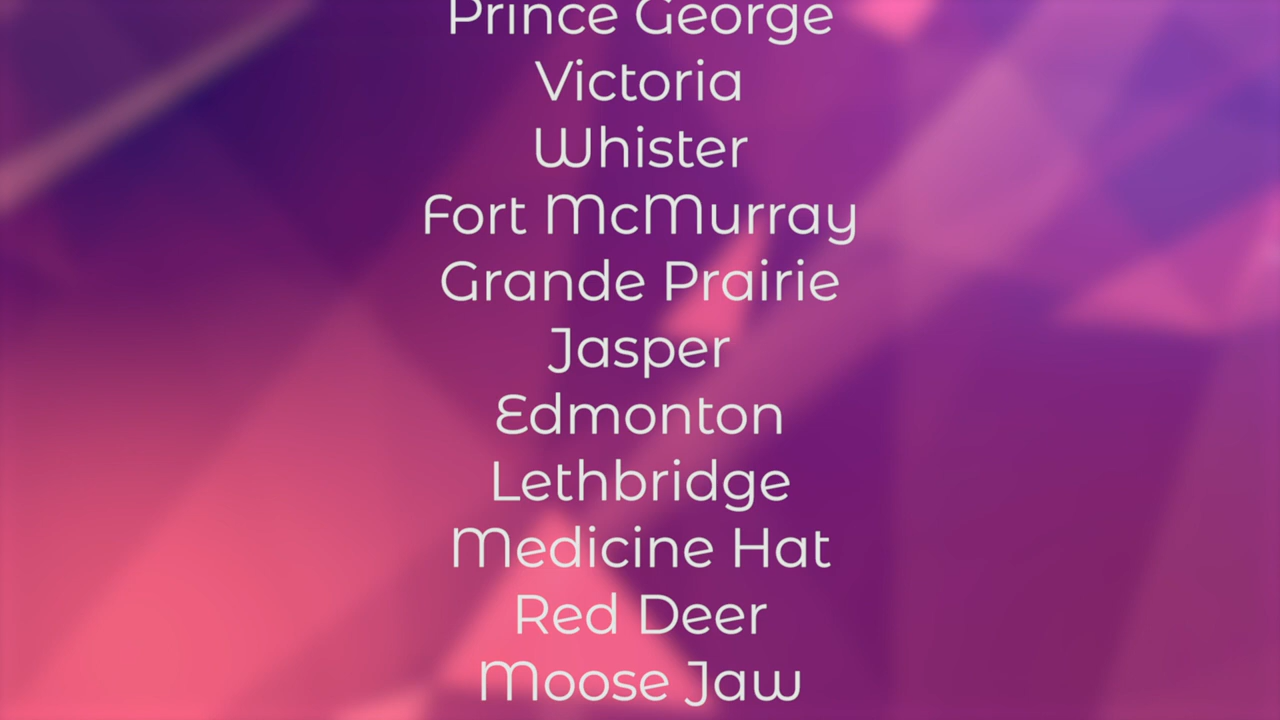 Prince George
Victoria
Whister
Fort McMurray
Grande Prairie
Jasper
Edmonton
Lethbridge
Medicine Hat
Red Deer
Moose Jaw